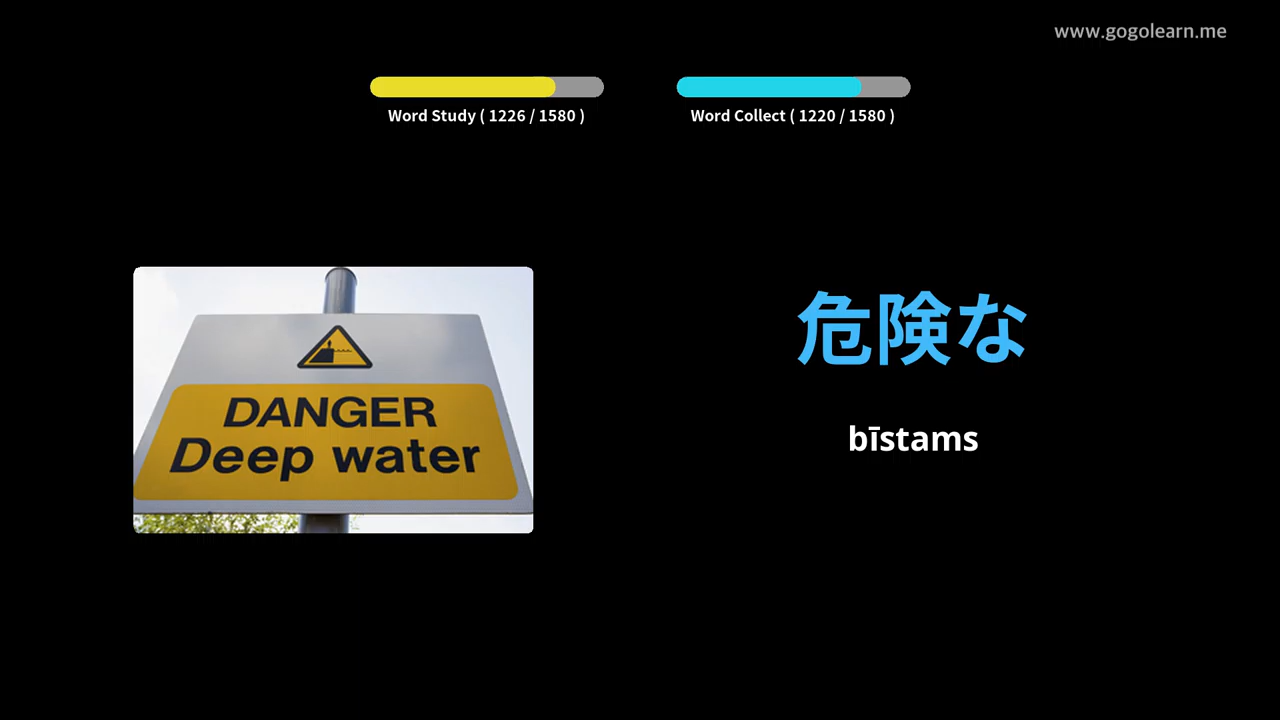 www.gogolearn.me
Word Study ( 1226 / 1580 )
Word Collect ( 1220 / 1580 )
DANGER
Deep water
危険な
bīstams